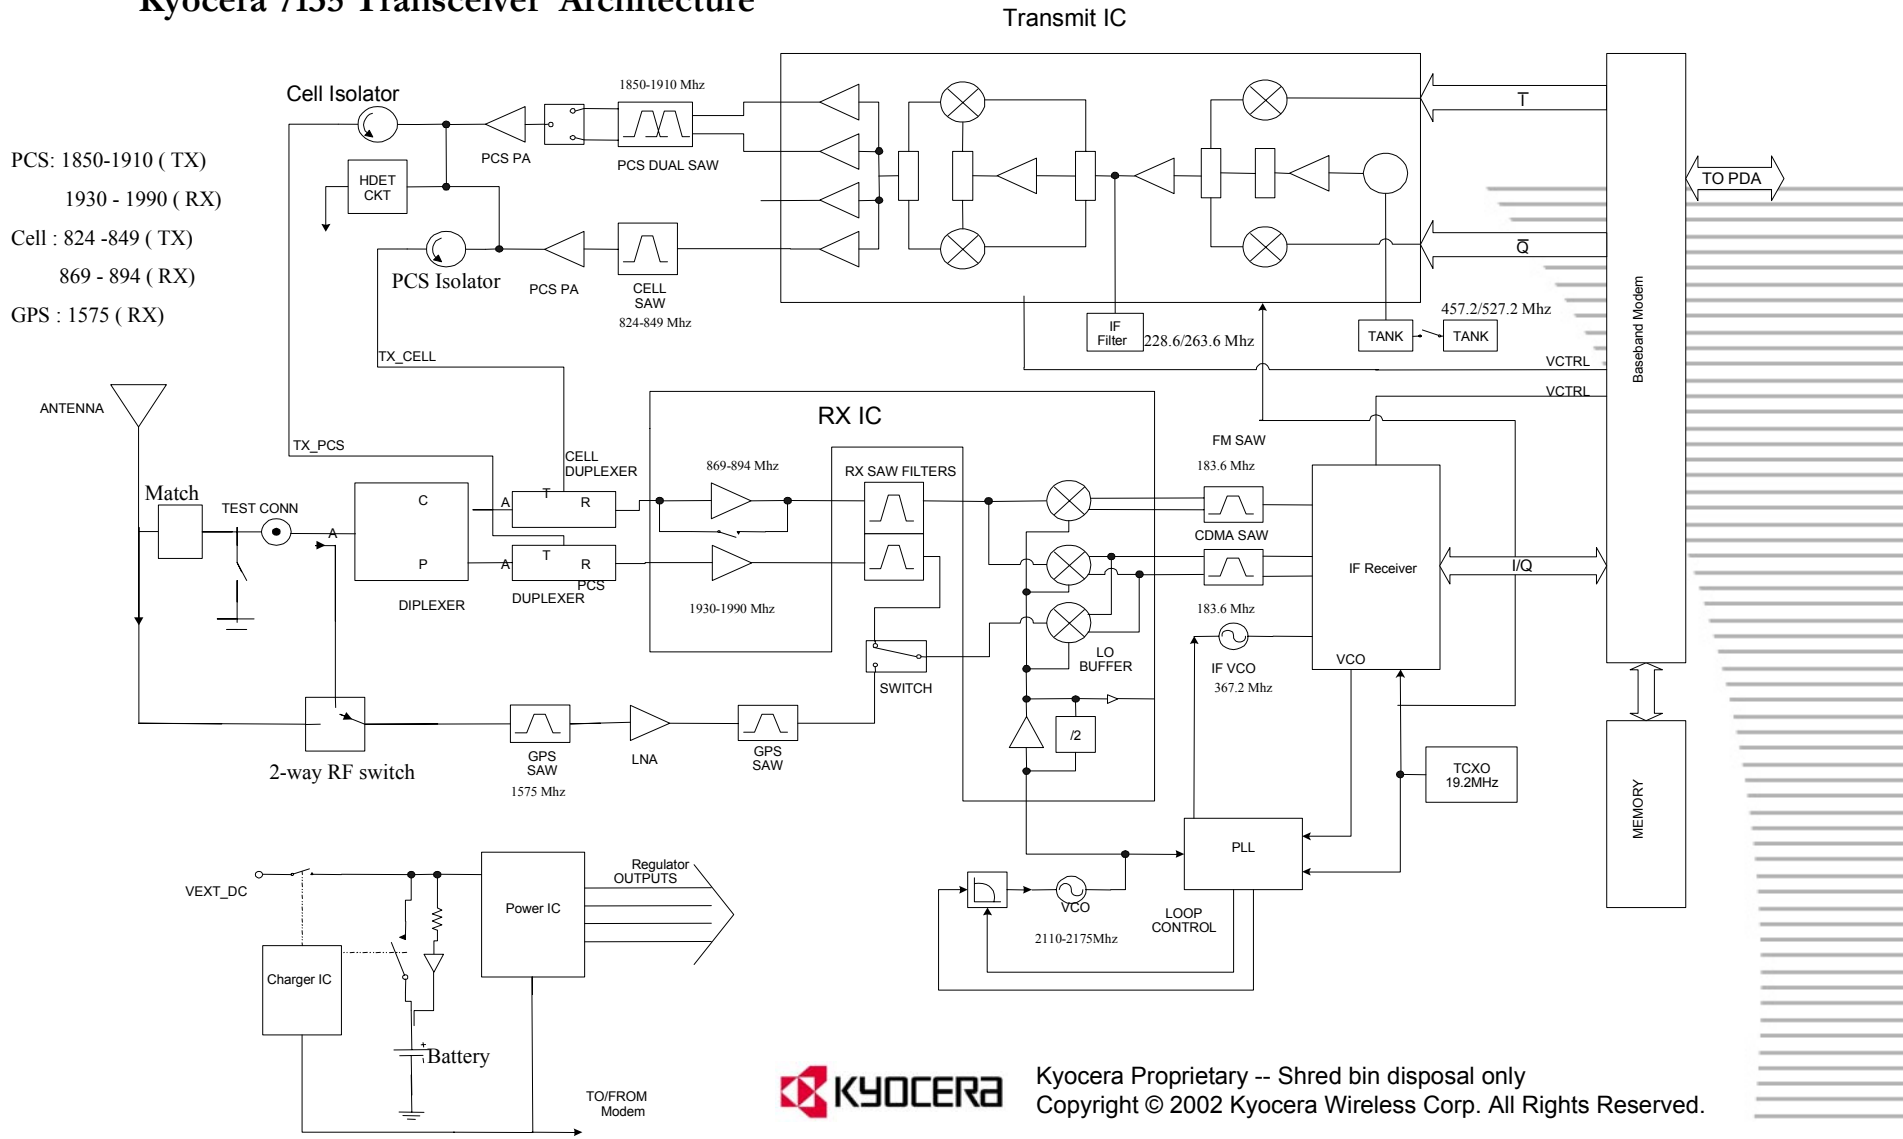 Kyocera 7135 Transceiver Architecture
Transmit IC
Cell Isolator
1850-1910 Mhz
PCS PA
PCS DUAL SAW
T
TO PDA
PCS: 1850-1910 ( TX)
1930 - 1990 ( RX)
Cell : 824 -849 ( TX)
869 - 894 ( RX)
GPS : 1575 ( RX)
HDET
CKT
PCS Isolator
PCS PA
CELL
SAW
824-849 Mhz
Q
IF
Filter
228.6/263.6 Mhz
457.2/527.2 Mhz
TANK
TANK
Baseband Modem
VCTRL
VCTRL
TX_CELL
ANTENNA
TX_PCS
RX IC
CELL
DUPLEXER
869-894 Mhz
RX SAW FILTERS
FM SAW
183.6 Mhz
Match
TEST CONN
A
C
P
DIPLEXER
A
T
R
A
T
R
PCS
DUPLEXER
1930-1990 Mhz
CDMA SAW
183.6 Mhz
IF Receiver
I/Q
LO
BUFFER
SWITCH
IF VCO
367.2 Mhz
VCO
2-way RF switch
GPS
SAW
1575 Mhz
LNA
GPS
SAW
/2
TCXO
19.2MHz
MEMORY
PLL
LOOP
CONTROL
VCO
2110-2175Mhz
VEXT_DC
Regulator
OUTPUTS
Power IC
Charger IC
+
Battery
TO/FROM
Modem
KYOCERA
Kyocera Proprietary -- Shred bin disposal only
Copyright © 2002 Kyocera Wireless Corp. All Rights Reserved.